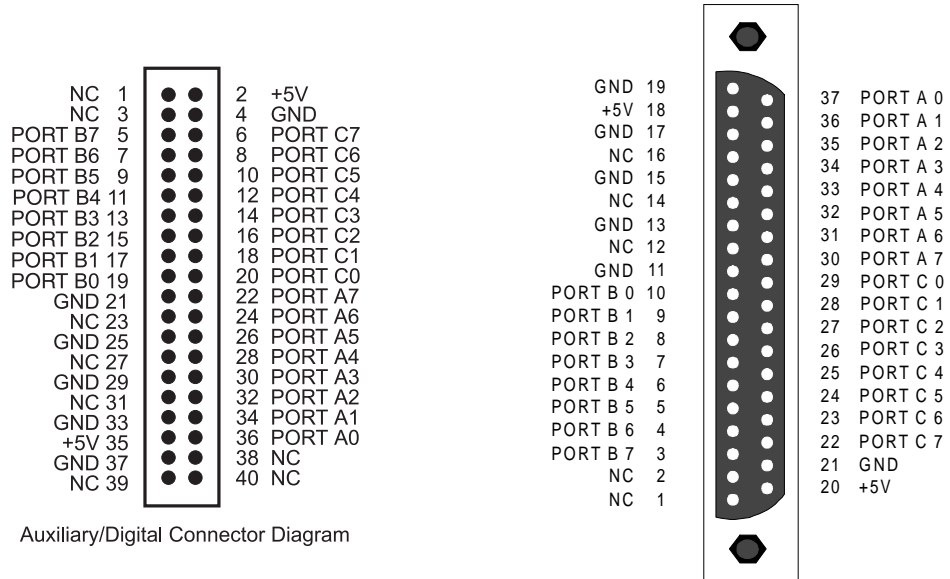 NC 1
NC 3
PORT B7 5
PORT B6 7
PORT B5 9
PORT B4 11
PORT B3 13
PORT B2 15
PORT B1 17
PORT B0 19
GND 21
NC 23
GND 25
NC 27
GND 29
NC 31
GND 33
+5V 35
GND 37
NC 39
2 +5V
4 GND
6 PORT C7
8 PORT C6
10 PORT C5
12 PORT C4
14 PORT C3
16 PORT C2
18 PORT C1
20 PORT C0
22 PORT A7
24 PORT A6
26 PORT A5
28 PORT A4
30 PORT A3
32 PORT A2
34 PORT A1
36 PORT A0
38 NC
40 NC
Auxiliary/Digital Connector Diagram
GND 19
+5V 18
GND 17
NC 16
GND 15
NC 14
GND 13
NC 12
GND 11
PORT B 0 10
PORT B 1 9
PORT B 2 8
PORT B 3 7
PORT B 4 6
PORT B 5 5
PORT B 6 4
PORT B 7 3
NC 2
NC 1
37 PORT A 0
36 PORT A 1
35 PORT A 2
34 PORT A 3
33 PORT A 4
32 PORT A 5
31 PORT A 6
30 PORT A 7
29 PORT C 0
28 PORT C 1
27 PORT C 2
26 PORT C 3
25 PORT C 4
24 PORT C 5
23 PORT C 6
22 PORT C 7
21 GND
20 +5V